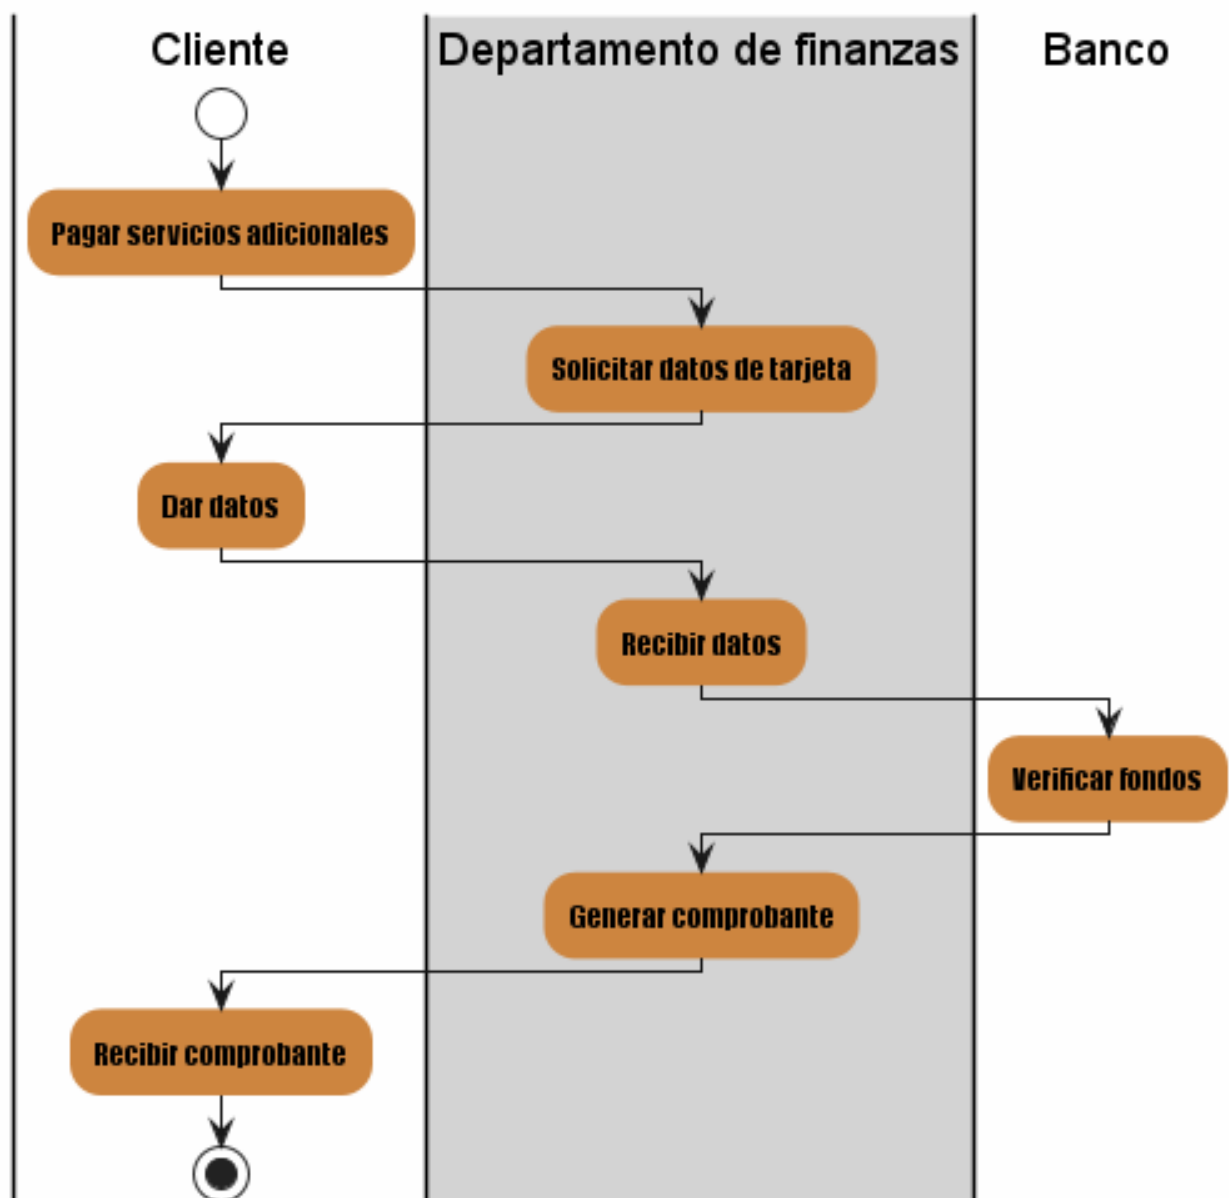 Cliente
Departamento de finanzas
Banco
Pagar servicios adicionales
Solicitar datos de tarjeta
Dar datos
Recibir datos
Verificar fondos
Generar comprobante
Recibir comprobante